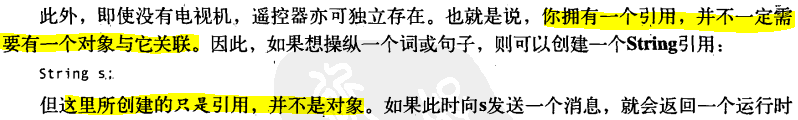 此外，即使没有电视机，遥控器亦可独立存在。也就是说，你拥有一个引用，并不一定需
要有一个对象与它关联。因此，如果想操纵一个词或句子，则可以创建一个String引用：
String s;
但这里所创建的只是引用，并不是对象。如果此时向s发送一个消息，就会返回一个运行时